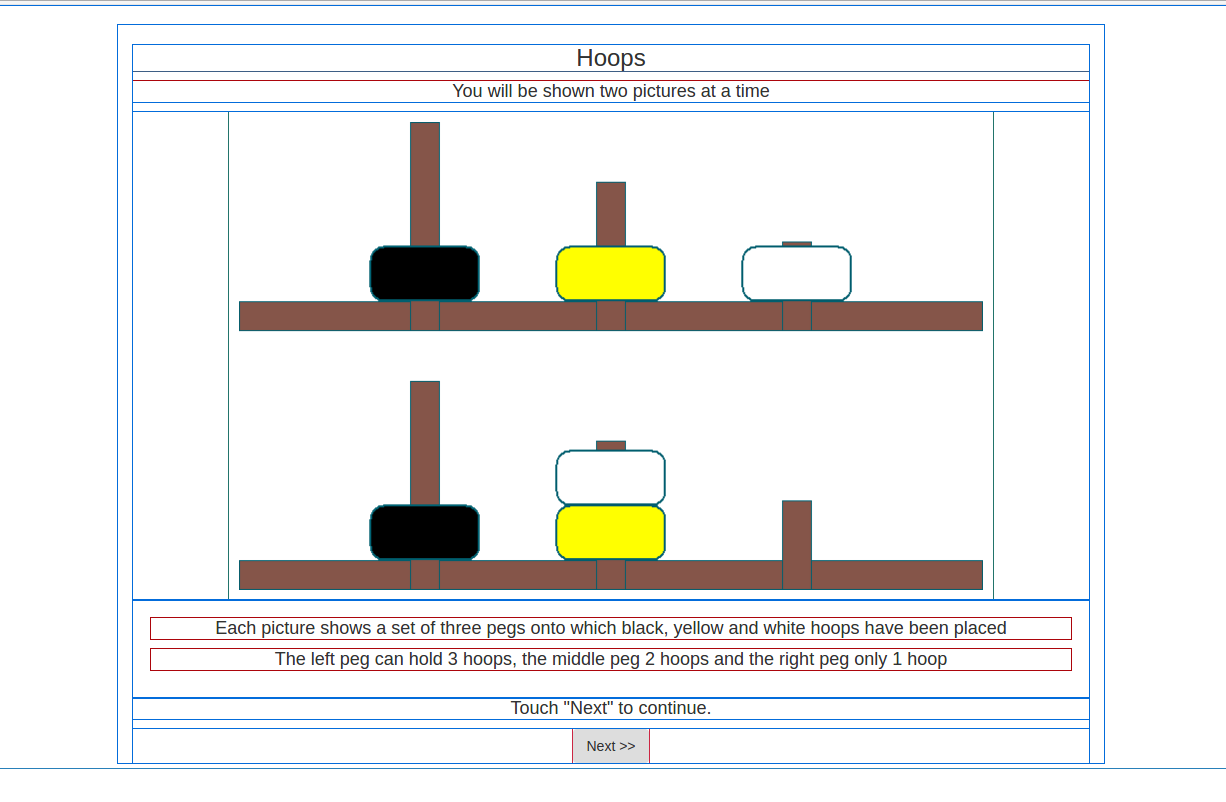 Hoops
You will be shown two pictures at a time
Each picture shows a set of three pegs onto which black, yellow and white hoops have been placed
The left peg can hold 3 hoops, the middle peg 2 hoops and the right peg only 1 hoop
Touch "Next" to continue.
Next >>